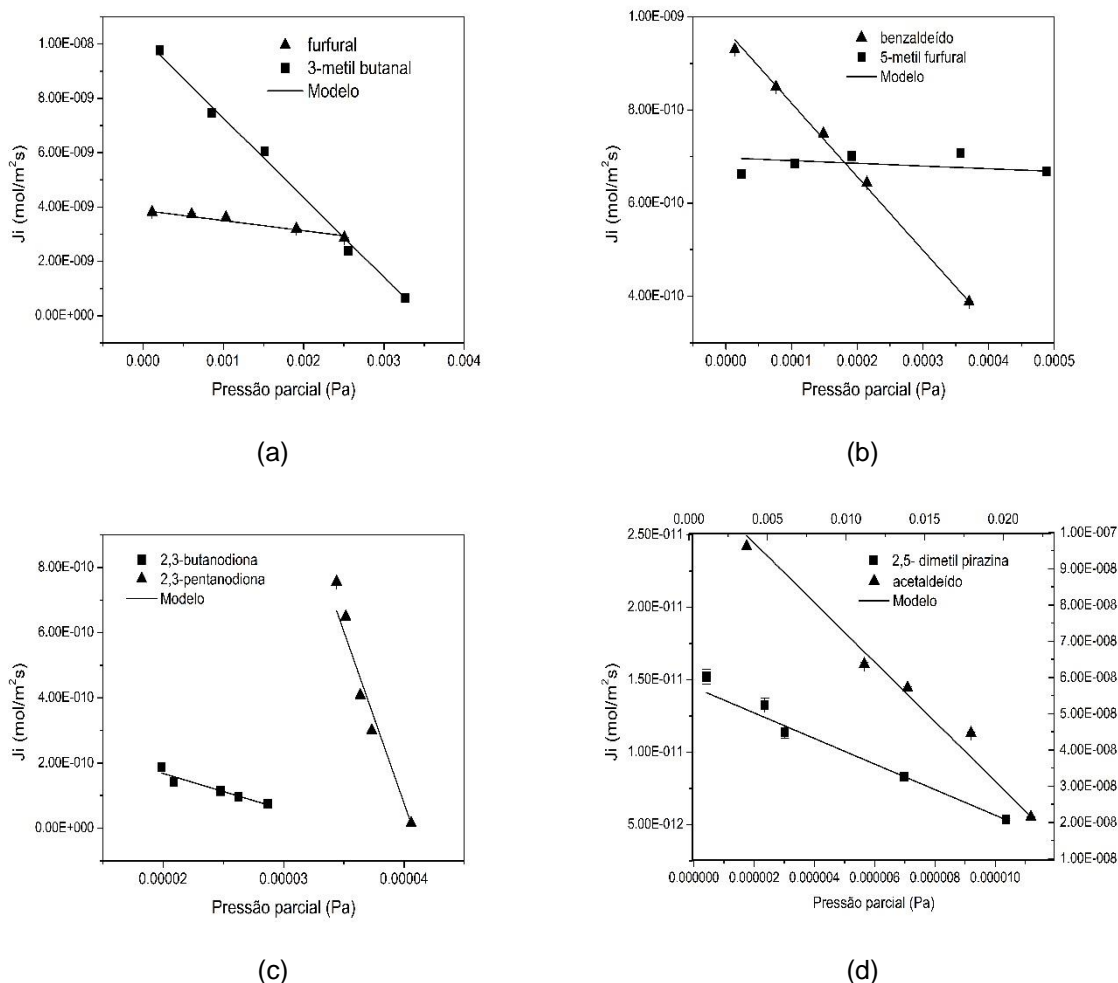 1.00E-008
8.00E-009
6.00E-009
4.00E-009
2.00E-009
0.00E+000
Ji (mol/m²s)
furfural
3-metil butanal
Modelo
0.000 0.001 0.002 0.003 0.004
Pressão parcial (Pa)
(a)
1.00E-009
8.00E-010
6.00E-010
4.00E-010
Ji (mol/m²s)
benzaldeído
5-metil furfural
Modelo
0.0000 0.0001 0.0002 0.0003 0.0004 0.0005
Pressão parcial (Pa)
(b)
8.00E-010
6.00E-010
4.00E-010
2.00E-010
0.00E+000
Ji (mol/m²s)
2,3-butanodiona
2,3-pentanodiona
Modelo
0.00002 0.00003 0.00004
Pressão parcial (Pa)
(c)
0.000 0.005 0.010 0.015 0.020
2.50E-011
2.00E-011
1.50E-011
1.00E-011
5.00E-012
Ji (mol/m²s)
2,5- dimetil pirazina
acetaldeído
Modelo
1.00E-007
9.00E-008
8.00E-008
7.00E-008
6.00E-008
5.00E-008
4.00E-008
3.00E-008
2.00E-008
1.00E-008
0.000000 0.000002 0.000004 0.000006 0.000008 0.000010
Pressão parcial (Pa)
(d)